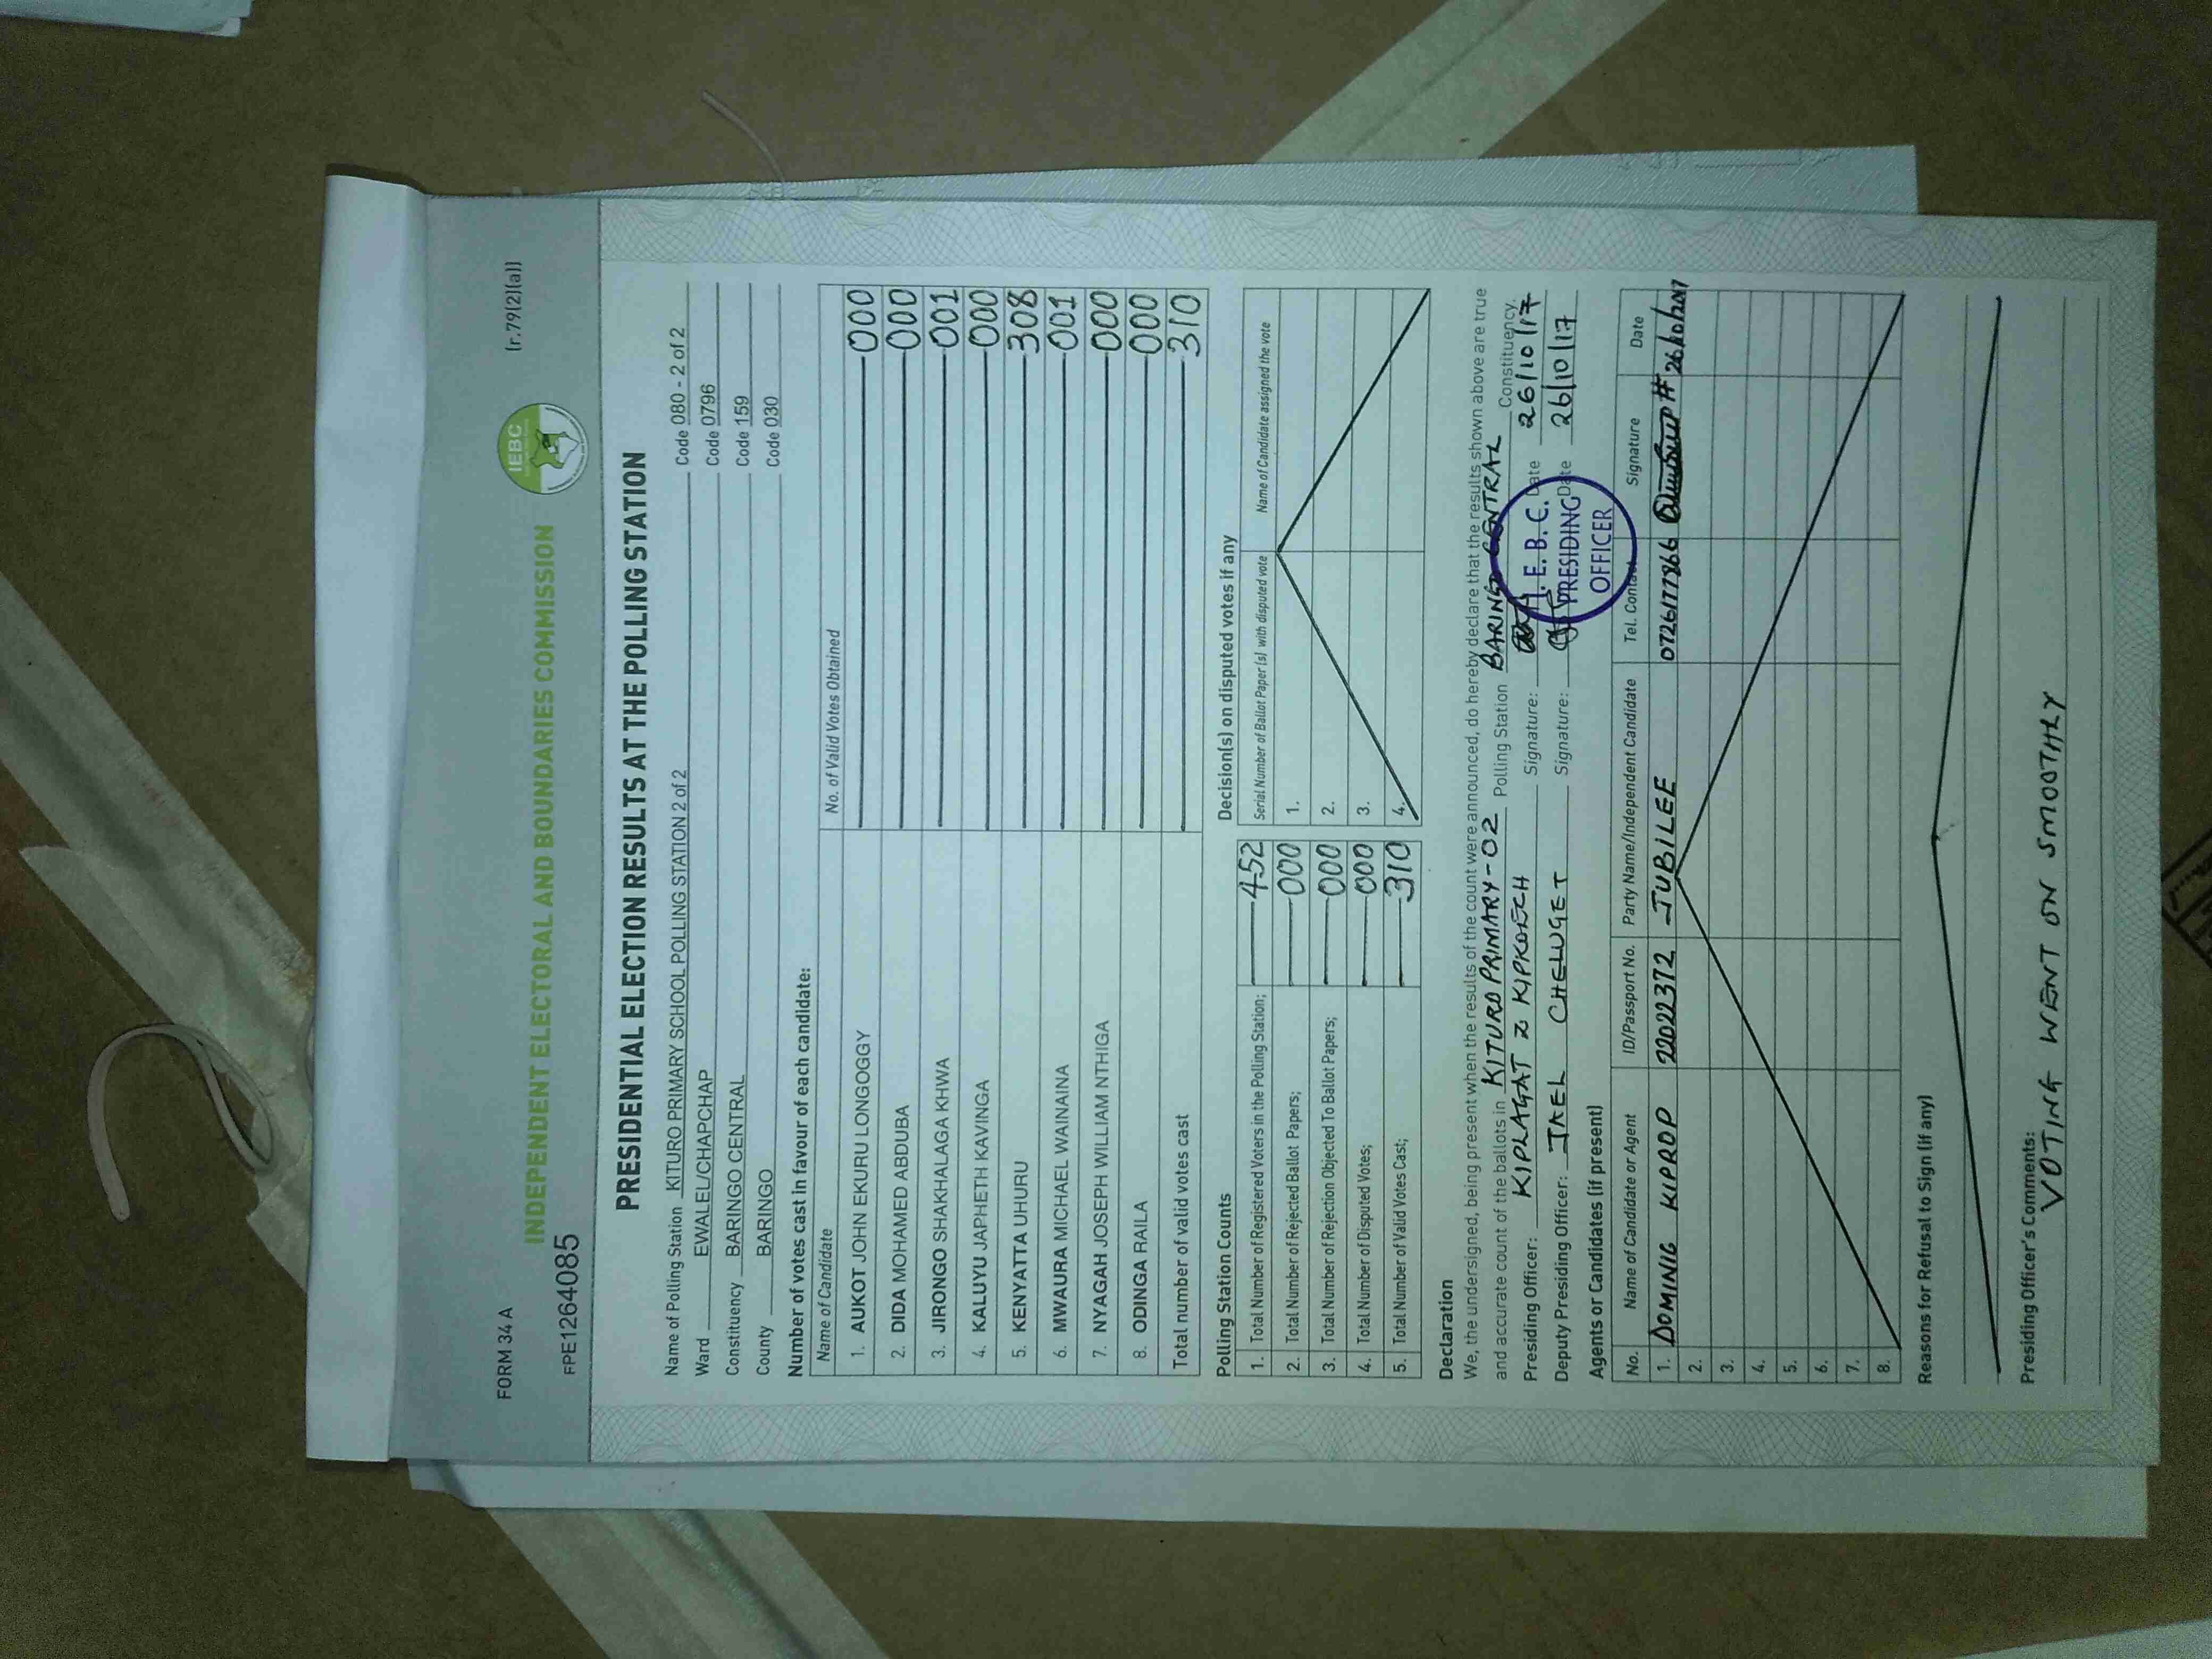 FORM 34 A
(r.79(2)(a))
IEBC
INDEPENDENT ELECTORAL AND BOUNDARIES COMMISSION
FPE1264085
PRESIDENTIAL ELECTION RESULTS AT THE POLLING STATION
Name of Polling Station KITURO PRIMARY SCHOOL POLLING STATION 2 of 2 Code 080 - 2 of 2
Ward EWALEL/CHAPCHAP Code 0796
Constituency BARINGO CENTRAL Code 159
County BARINGO Code 030
Number of votes cast in favour of each candidate:
Name of Candidate No. of Valid Votes Obtained
1. AUKOT JOHN EKURU LONGOGGY 000
2. DIDA MOHAMED ABDUBA 000
3. JIRONGO SHAKHALAGA KHWA 001
4. KALUYU JAPHETH KAVINGA 000
5. KENYATTA UHURU 308
6. MWAURA MICHAEL WAINAINA 001
7. NYAGAH JOSEPH WILLIAM NTHIGA 000
8. ODINGA RAILA 000
Total number of valid votes cast 310
Polling Station Counts
1. Total Number of Registered Voters in the Polling Station; 452
2. Total Number of Rejected Ballot Papers; 000
3. Total Number of Rejection Objected To Ballot Papers; 000
4. Total Number of Disputed Votes; 000
5. Total Number of Valid Votes Cast; 310
Decision(s) on disputed votes if any
Serial Number of Ballot Paper(s) with disputed vote Name of Candidate assigned the vote
1.
2.
3.
4.
Declaration
We, the undersigned, being present when the results of the count were announced, do hereby declare that the results shown above are true
and accurate count of the ballots in KITURO PRIMARY-02 Polling Station BARINGO CENTRAL Constituency.
Presiding Officer: KIPLAGAT Z KIPKOECH Signature: Date 26/10/17
Deputy Presiding Officer: JAEL CHELUGET Signature: Date 26/10/17
I.E.B.C.
PRESIDING
OFFICER
Agents or Candidates (if present)
No. Name of Candidate or Agent ID/Passport No. Party Name/Independent Candidate Tel. Contact Signature Date
1. DOMINIC KIPROP 22022372 JUBILEE 0726177266 26/10/2017
2.
3.
4.
5.
6.
7.
8.
Reasons for Refusal to Sign (if any)
Presiding Officer's Comments:
VOTING WENT ON SMOOTHLY